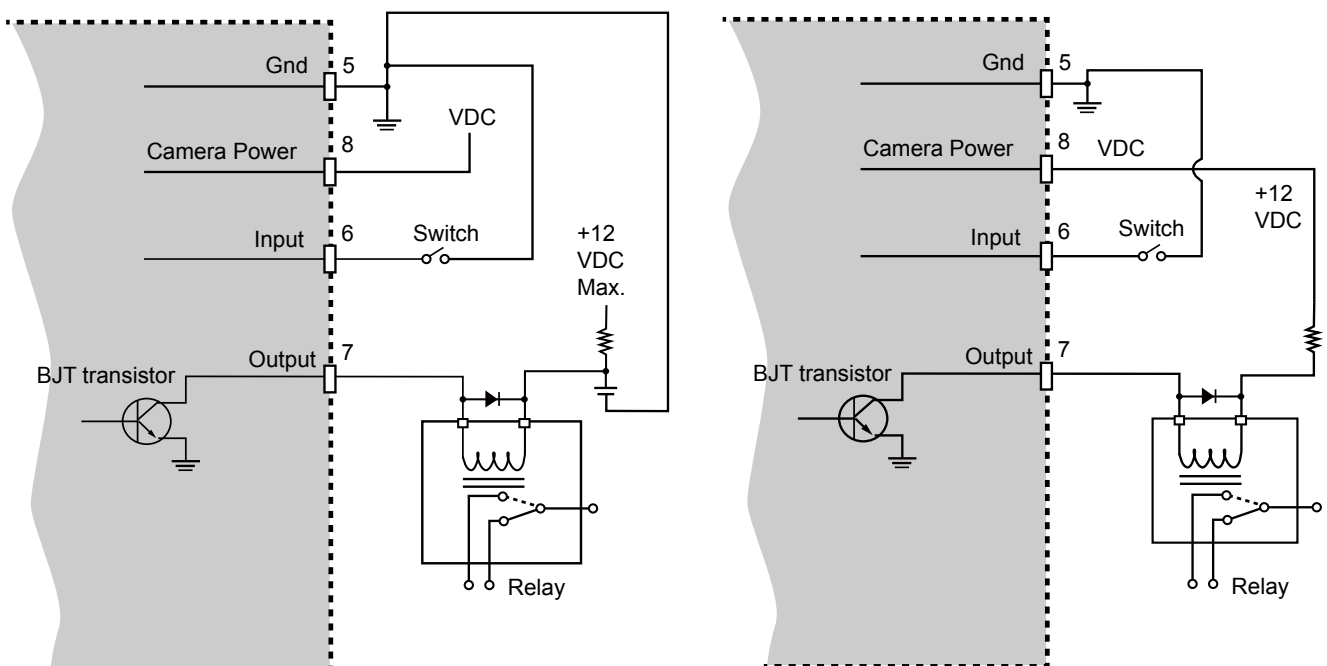 Gnd 5
VDC
Camera Power 8
Input 6 Switch
+12
VDC
Max.
Output 7
BJT transistor
Relay
Gnd 5
Camera Power 8 VDC
+12
VDC
Input 6 Switch
Output 7
BJT transistor
Relay